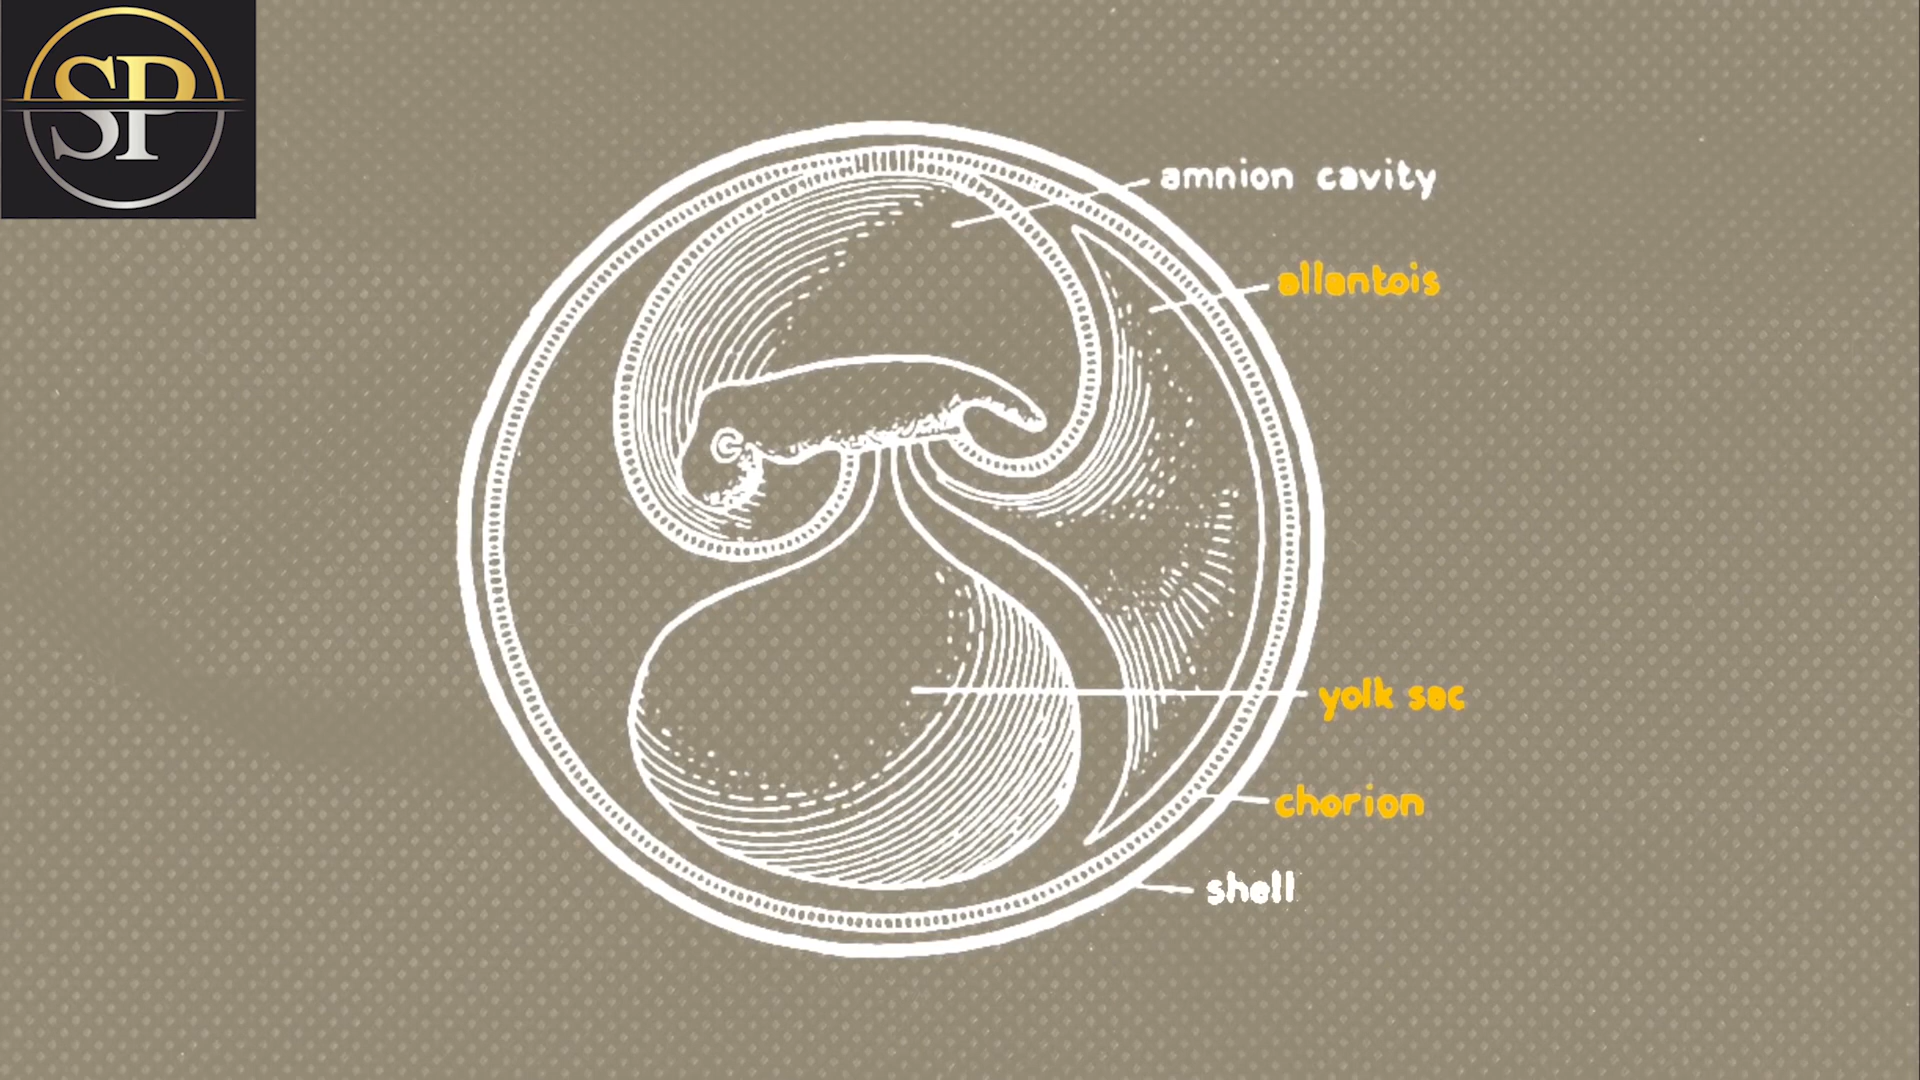 SP
amnion cavity
allantois
yolk sac
chorion
shell